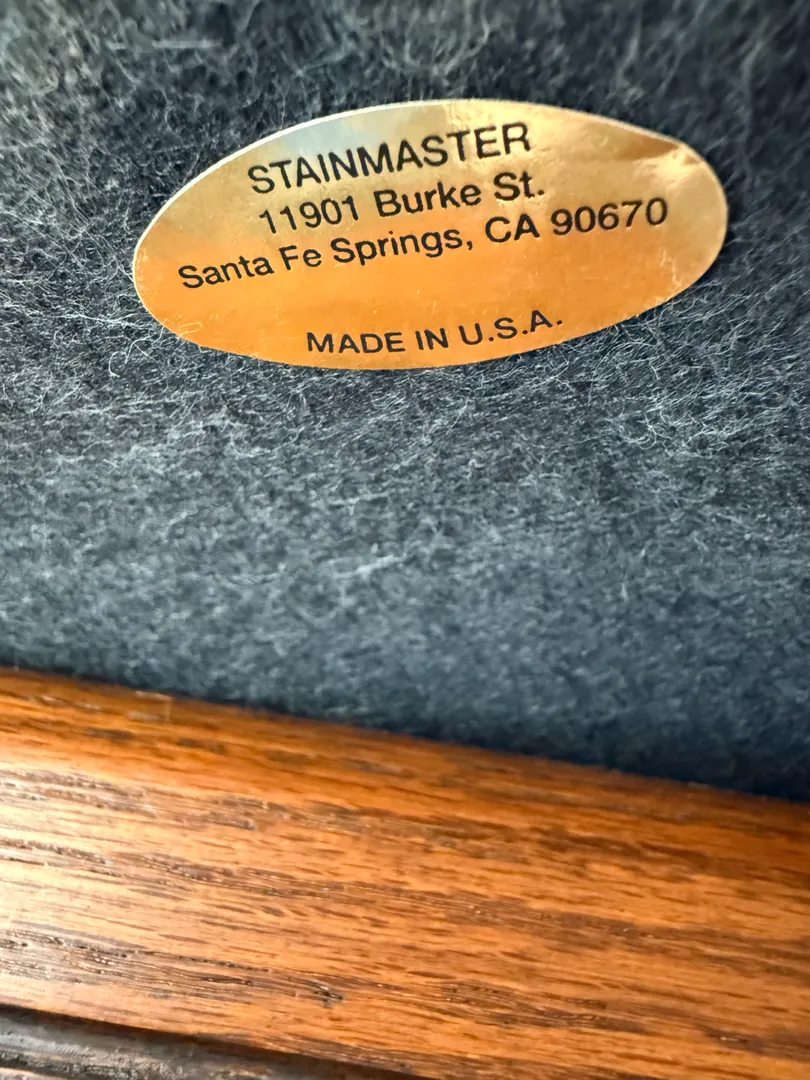 STAINMASTER
11901 Burke St.
Santa Fe Springs, CA 90670
MADE IN U.S.A.